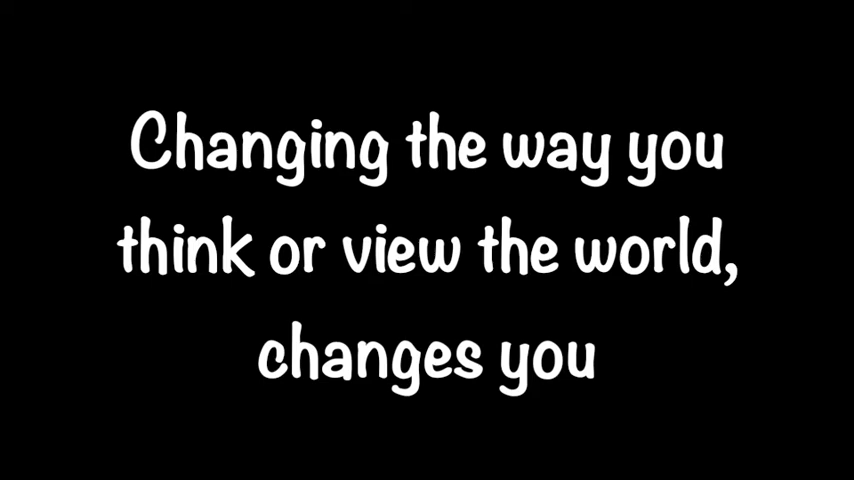 Changing the way you
think or view the world,
changes you